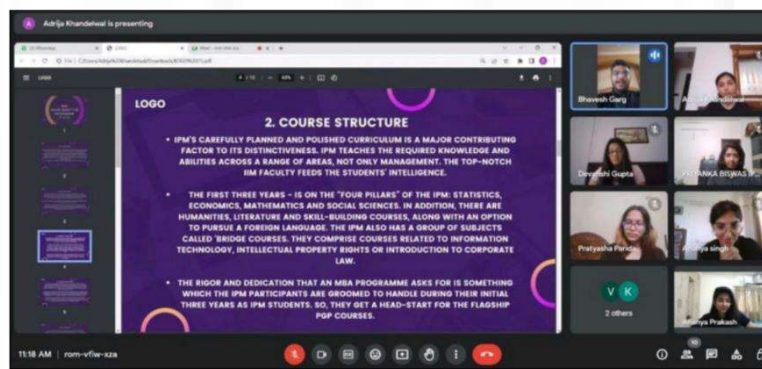 Adrija Khandelwal is presenting
4
LOGO
2. COURSE STRUCTURE
• IPM'S CAREFULLY PLANNED AND POLISHED CURRICULUM IS A MAJOR CONTRIBUTING
FACTOR TO ITS DISTINCTIVENESS. IPM TEACHES THE REQUIRED KNOWLEDGE AND
ABILITIES ACROSS A RANGE OF AREAS, NOT ONLY MANAGEMENT. THE TOP-NOTCH
IIM FACULTY FEEDS THE STUDENTS' INTELLIGENCE.
• THE FIRST THREE YEARS - IS ON THE "FOUR PILLARS" OF THE IPM: STATISTICS,
ECONOMICS, MATHEMATICS AND SOCIAL SCIENCES. IN ADDITION, THERE ARE
HUMANITIES, LITERATURE AND SKILL-BUILDING COURSES, ALONG WITH AN OPTION
TO PURSUE A FOREIGN LANGUAGE. THE IPM ALSO HAS A GROUP OF SUBJECTS
CALLED 'BRIDGE COURSES. THEY COMPRISE COURSES RELATED TO INFORMATION
TECHNOLOGY, INTELLECTUAL PROPERTY RIGHTS OR INTRODUCTION TO CORPORATE
LAW.
• THE RIGOR AND DEDICATION THAT AN MBA PROGRAMME ASKS FOR IS SOMETHING
WHICH THE IPM PARTICIPANTS ARE GROOMED TO HANDLE DURING THEIR INITIAL
THREE YEARS AS IPM STUDENTS. SO, THEY GET A HEAD-START FOR THE FLAGSHIP
PGP COURSES.
Bhavesh Garg
Khandelwal
Devanshi Gupta
PRIYANKA BISWAS
Pratyasha Parida
singh
V K
2 others
Prakash
11:18 AM | rom-vfiw-xza
10